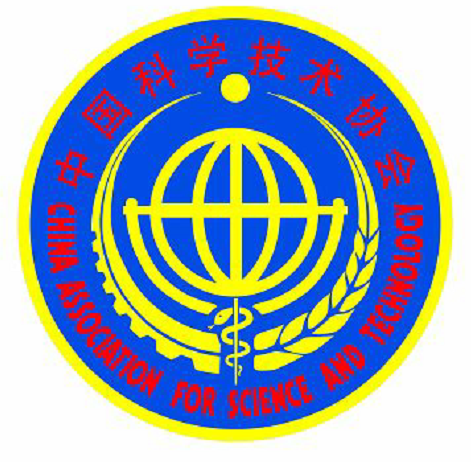 中国科学技术协会
CHINA ASSOCIATION FOR SCIENCE AND TECHNOLOGY